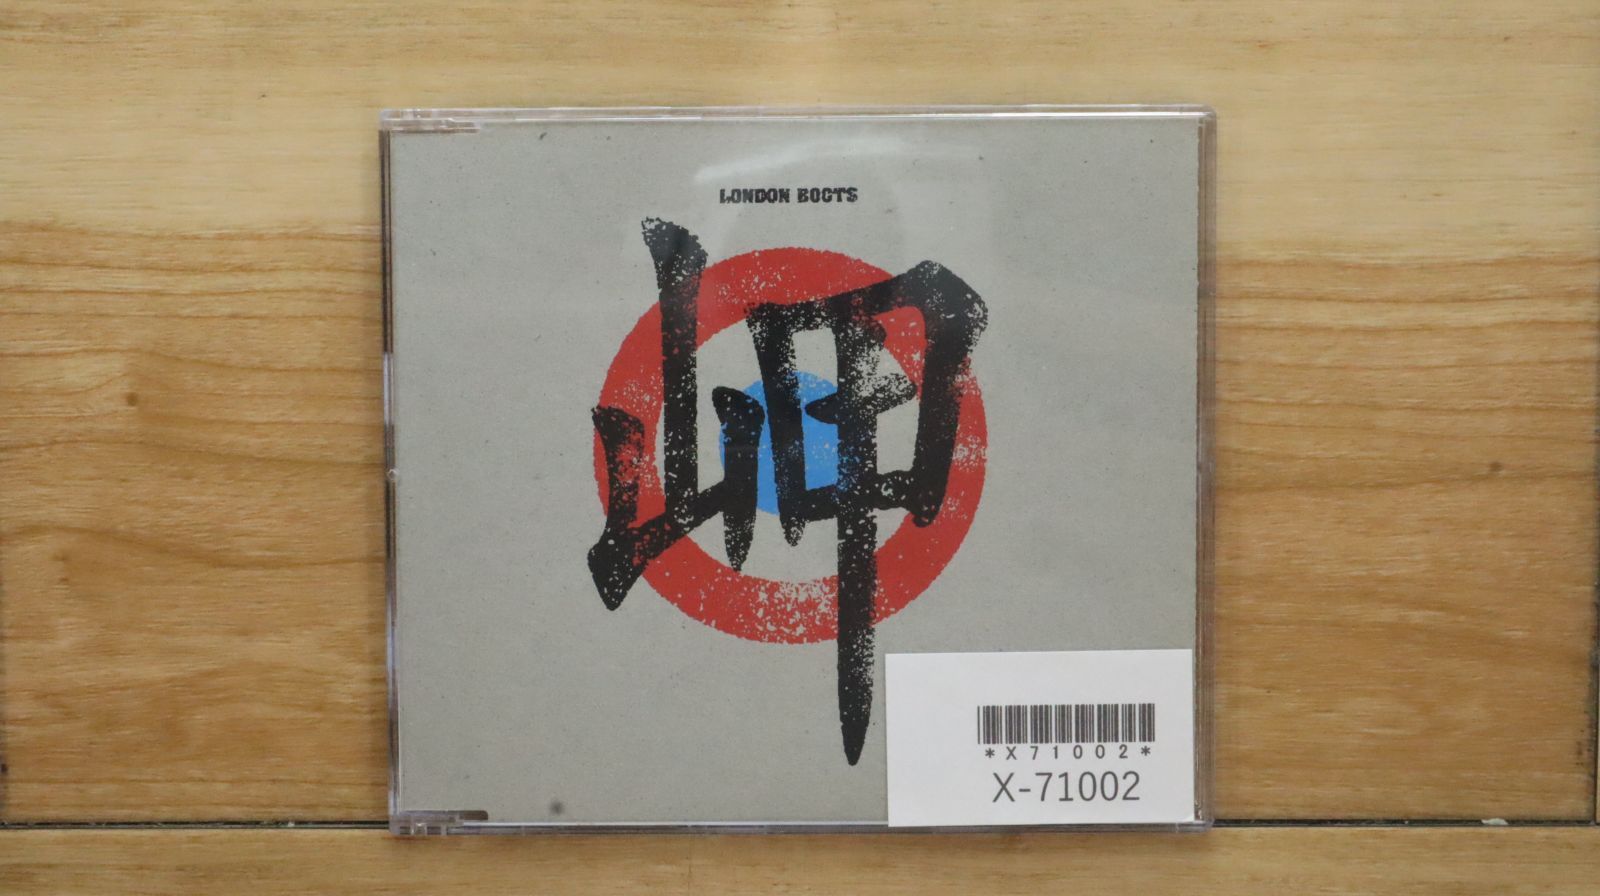 LONDON BOOTS
岬
*X71002*
X-71002